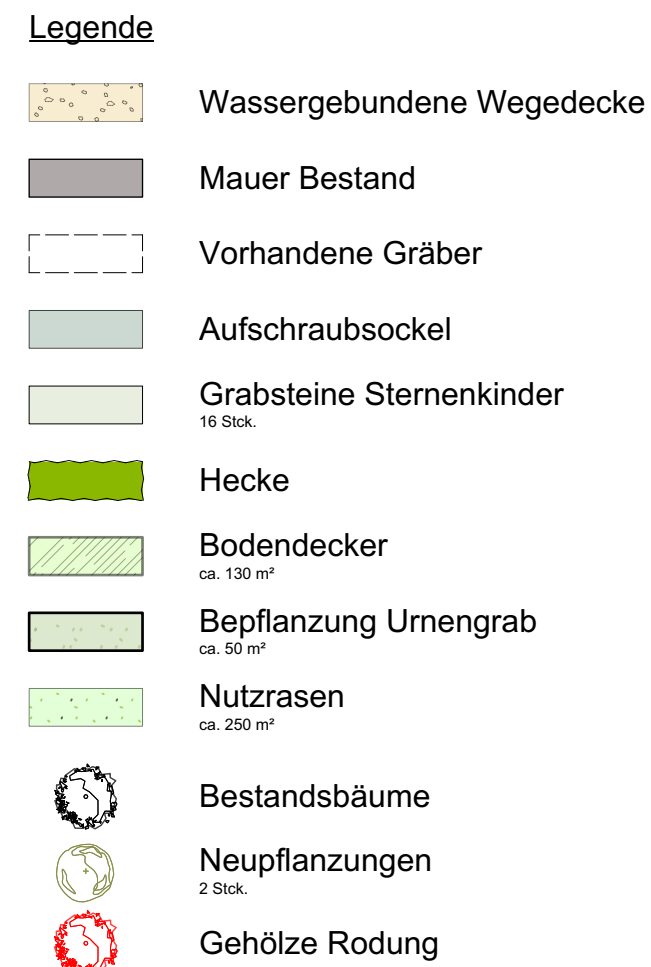 Legende
Wassergebundene Wegedecke
Mauer Bestand
Vorhandene Gräber
Aufschraubsockel
Grabsteine Sternenkinder
16 Stck.
Hecke
Bodendecker
ca. 130 m²
Bepflanzung Urnengrab
ca. 50 m²
Nutzrasen
ca. 250 m²
Bestandsbäume
Neupflanzungen
2 Stck.
Gehölze Rodung